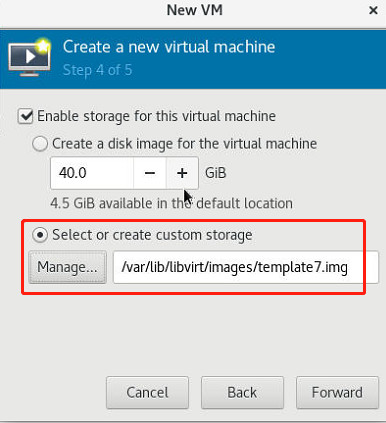 New VM
Create a new virtual machine
Step 4 of 5
Enable storage for this virtual machine
Create a disk image for the virtual machine
40.0 − + GiB
4.5 GiB available in the default location
Select or create custom storage
Manage... /var/lib/libvirt/images/template7.img
Cancel Back Forward